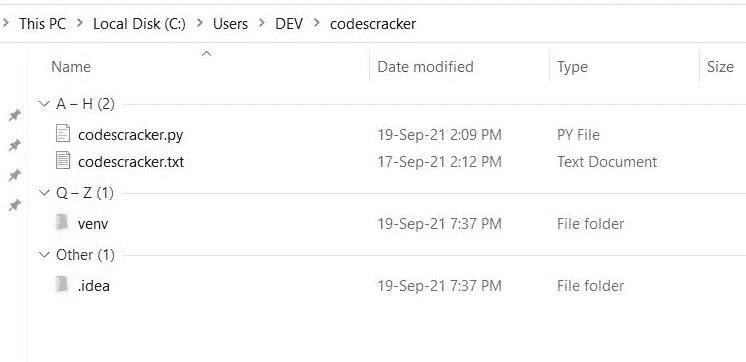 This PC > Local Disk (C:) > Users > DEV > codescracker
Name Date modified Type Size
A – H (2)
codescracker.py 19-Sep-21 2:09 PM PY File
codescracker.txt 17-Sep-21 2:12 PM Text Document
Q – Z (1)
venv 19-Sep-21 7:37 PM File folder
Other (1)
.idea 19-Sep-21 7:37 PM File folder